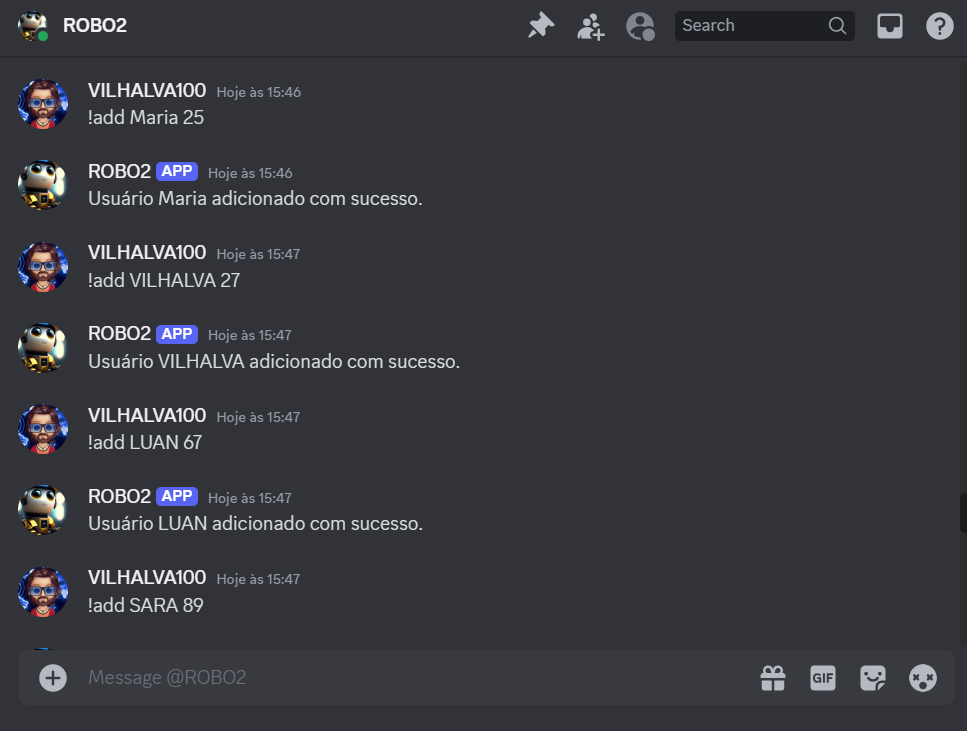 ROBO2
Search
VILHALVA100 Hoje às 15:46
!add Maria 25
ROBO2 APP Hoje às 15:46
Usuário Maria adicionado com sucesso.
VILHALVA100 Hoje às 15:47
!add VILHALVA 27
ROBO2 APP Hoje às 15:47
Usuário VILHALVA adicionado com sucesso.
VILHALVA100 Hoje às 15:47
!add LUAN 67
ROBO2 APP Hoje às 15:47
Usuário LUAN adicionado com sucesso.
VILHALVA100 Hoje às 15:47
!add SARA 89
Message @ROBO2
GIF